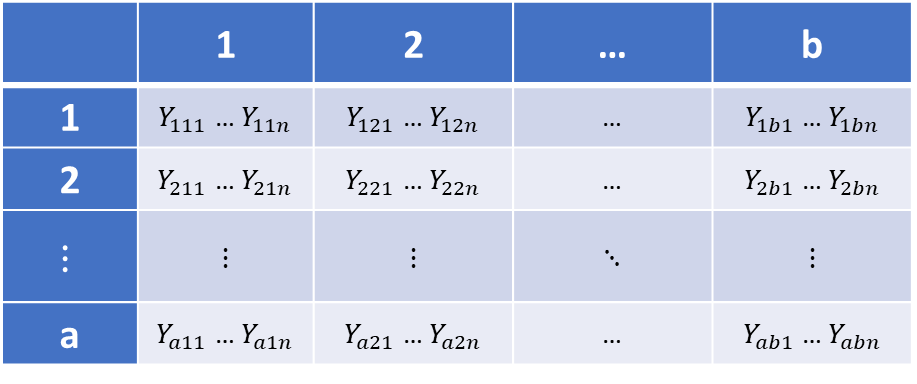 1 2 ... b
1 Y₁₁₁ ... Y₁₁ₙ Y₁₂₁ ... Y₁₂ₙ ... Y₁b₁ ... Y₁bₙ
2 Y₂₁₁ ... Y₂₁ₙ Y₂₂₁ ... Y₂₂ₙ ... Y₂b₁ ... Y₂bₙ
⋮ ⋮ ⋮ ⋱ ⋮
a Yₐ₁₁ ... Yₐ₁ₙ Yₐ₂₁ ... Yₐ₂ₙ ... Yₐb₁ ... Yₐbₙ